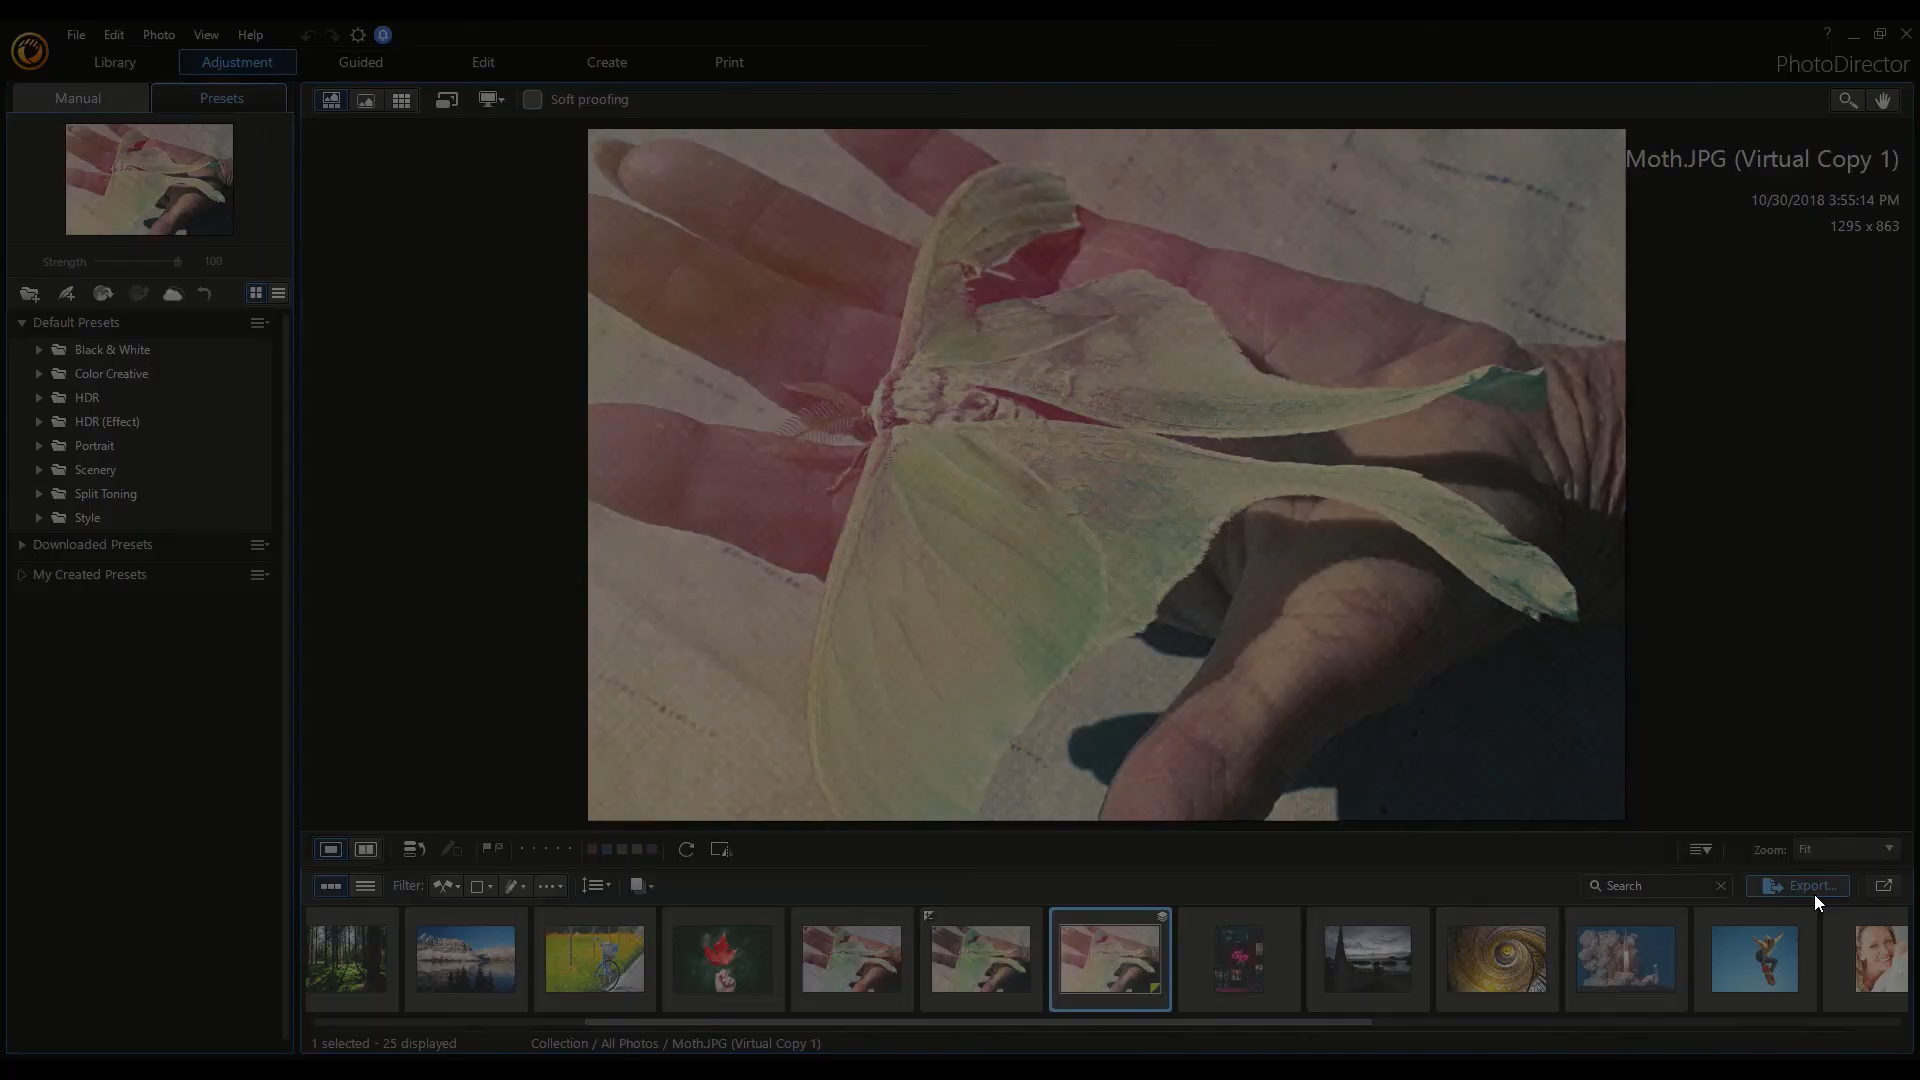 File Edit Photo View Help
?
Library Adjustment Guided Edit Create Print
PhotoDirector
Manual Presets
Soft proofing
Moth.JPG (Virtual Copy 1)
10/30/2018 3:55:14 PM
1295 x 863
Strength 100
Default Presets
Black & White
Color Creative
HDR
HDR (Effect)
Portrait
Scenery
Split Toning
Style
Downloaded Presets
My Created Presets
Zoom: Fit
Filter: Search Export...
1 selected - 25 displayed Collection / All Photos / Moth.JPG (Virtual Copy 1)